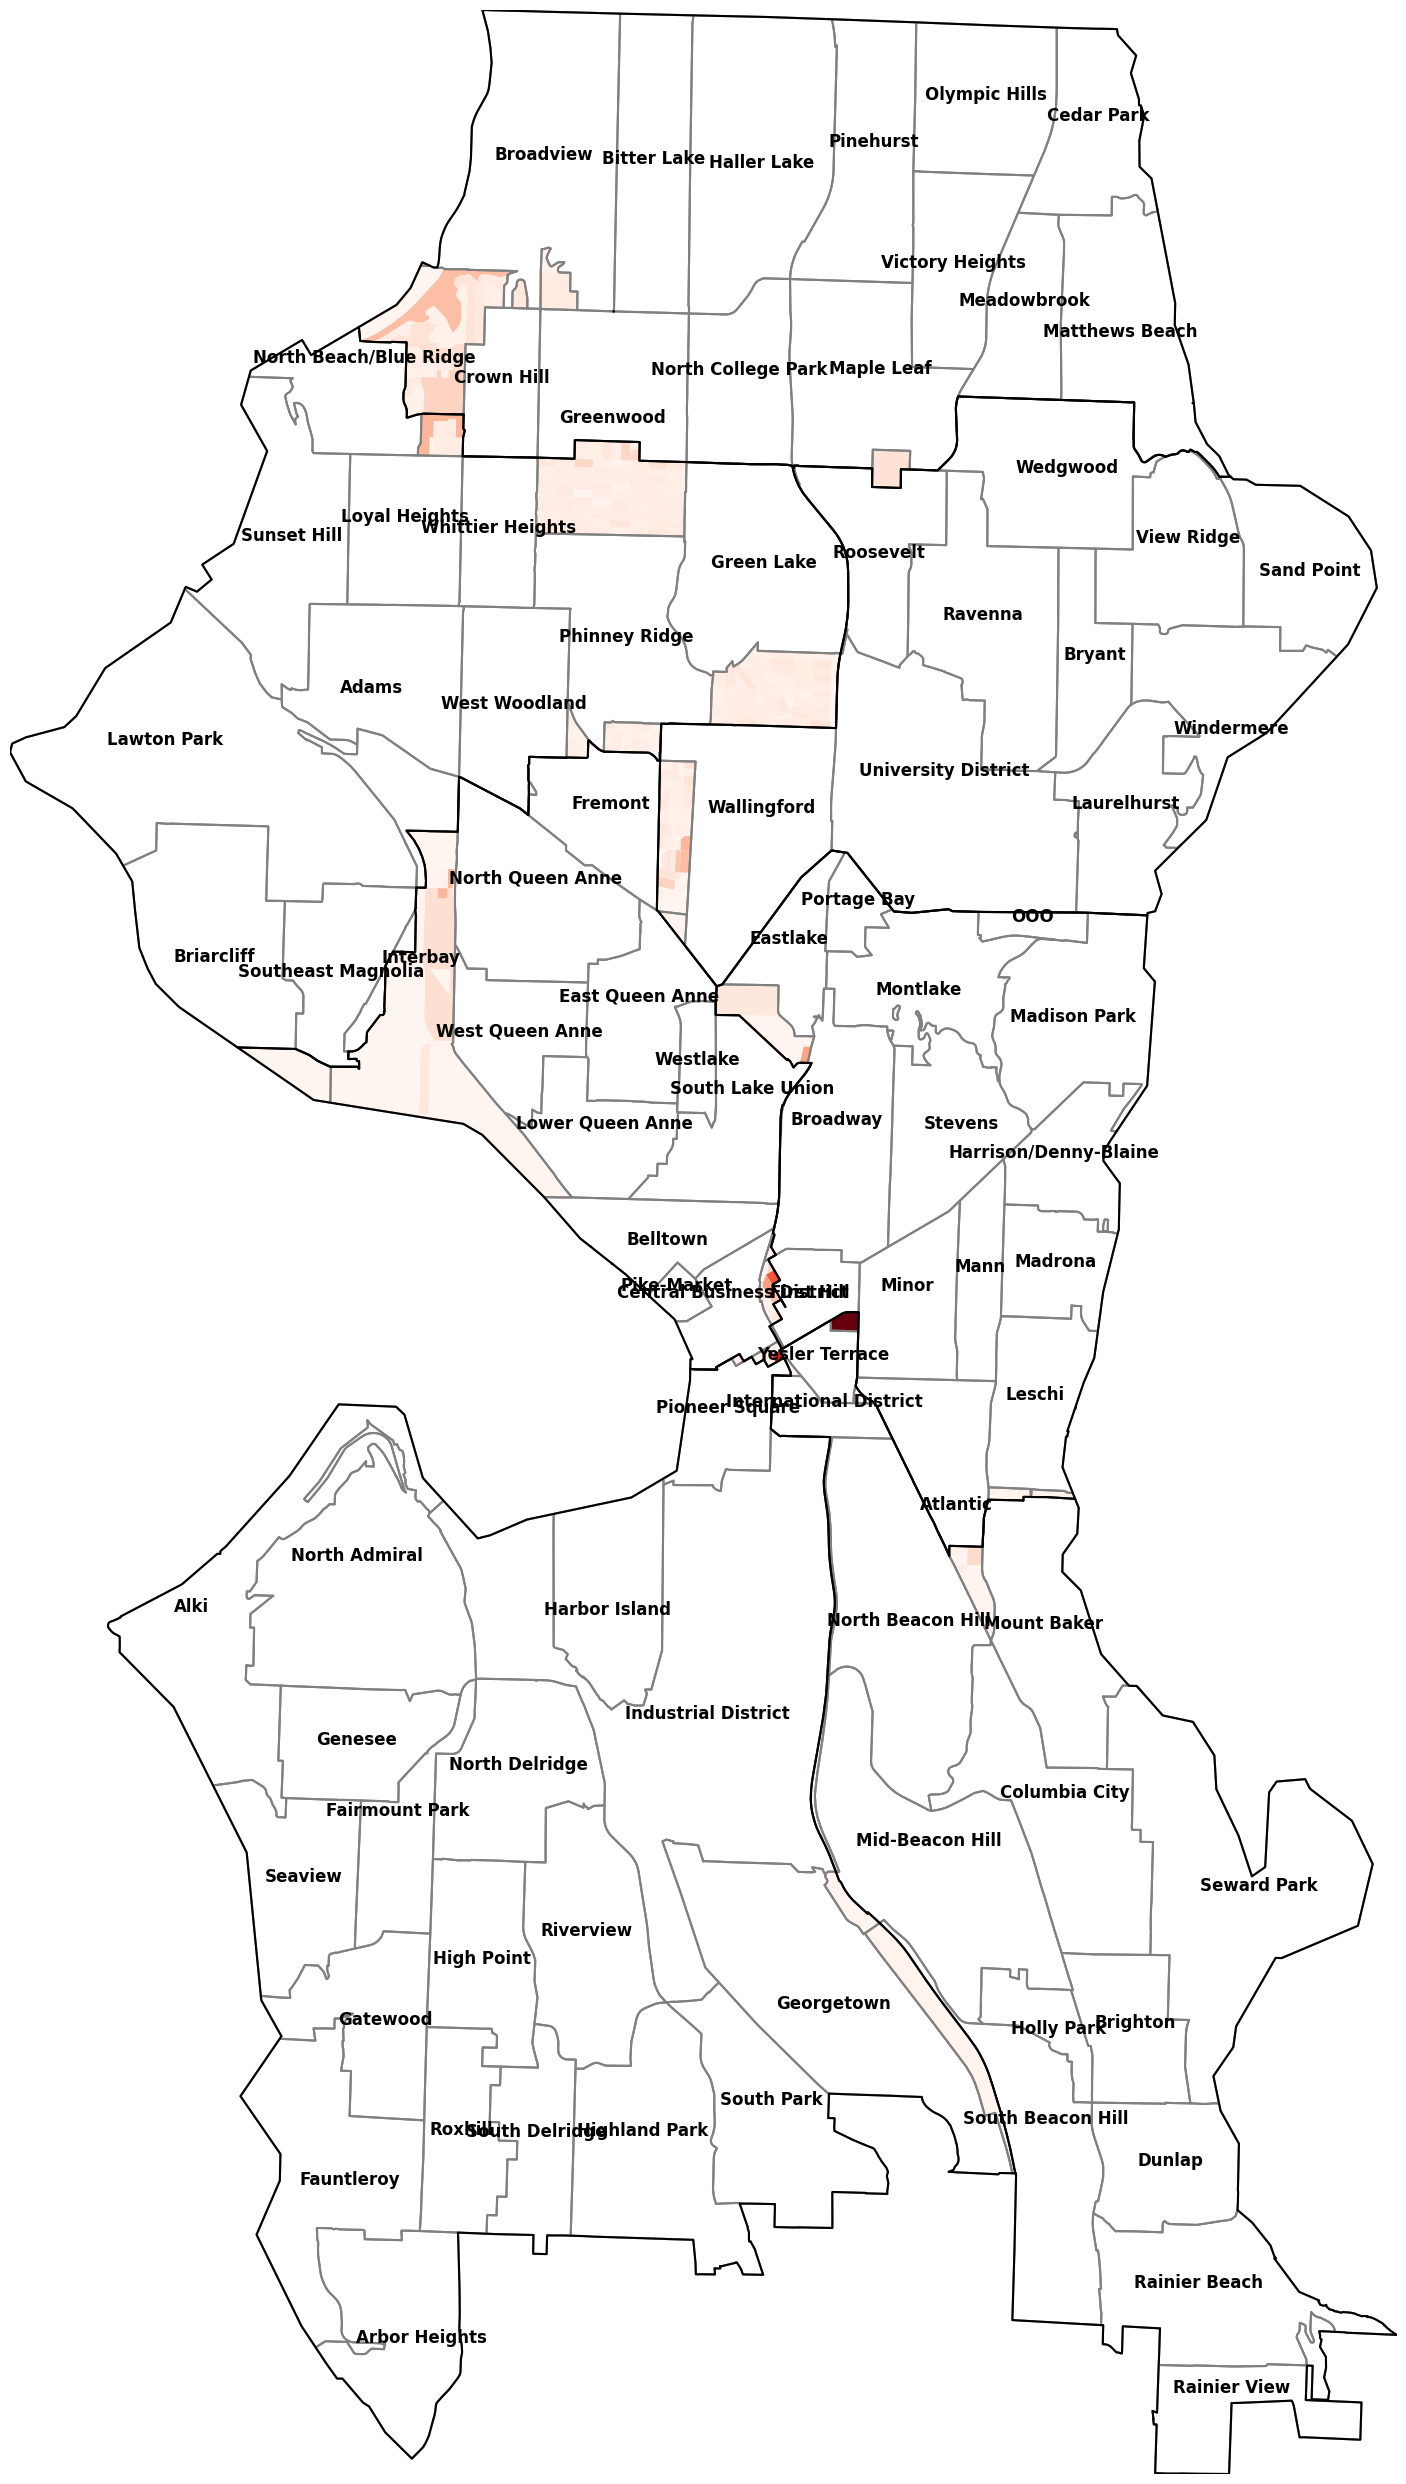 Olympic Hills
Cedar Park
Pinehurst
Broadview
Bitter Lake
Haller Lake
Victory Heights
Meadowbrook
Matthews Beach
North Beach/Blue Ridge
Crown Hill
North College Park
Maple Leaf
Greenwood
Wedgwood
Loyal Heights
Whittier Heights
Sunset Hill
View Ridge
Roosevelt
Green Lake
Sand Point
Ravenna
Phinney Ridge
Bryant
Adams
West Woodland
Lawton Park
Windermere
University District
Fremont
Wallingford
Laurelhurst
North Queen Anne
Portage Bay
OOO
Eastlake
Briarcliff
Interbay
Southeast Magnolia
East Queen Anne
Montlake
Madison Park
West Queen Anne
Westlake
South Lake Union
Broadway
Lower Queen Anne
Stevens
Harrison/Denny-Blaine
Belltown
Madrona
Mann
Pike-Market
Minor
Central Business District
First Hill
Yesler Terrace
Leschi
International District
Pioneer Square
Atlantic
North Admiral
Alki
Harbor Island
North Beacon Hill
Mount Baker
Industrial District
Genesee
North Delridge
Columbia City
Fairmount Park
Mid-Beacon Hill
Seaview
Seward Park
Riverview
High Point
Georgetown
Gatewood
Holly Park
Brighton
South Park
South Beacon Hill
Roxhill
South Delridge
Highland Park
Dunlap
Fauntleroy
Rainier Beach
Arbor Heights
Rainier View